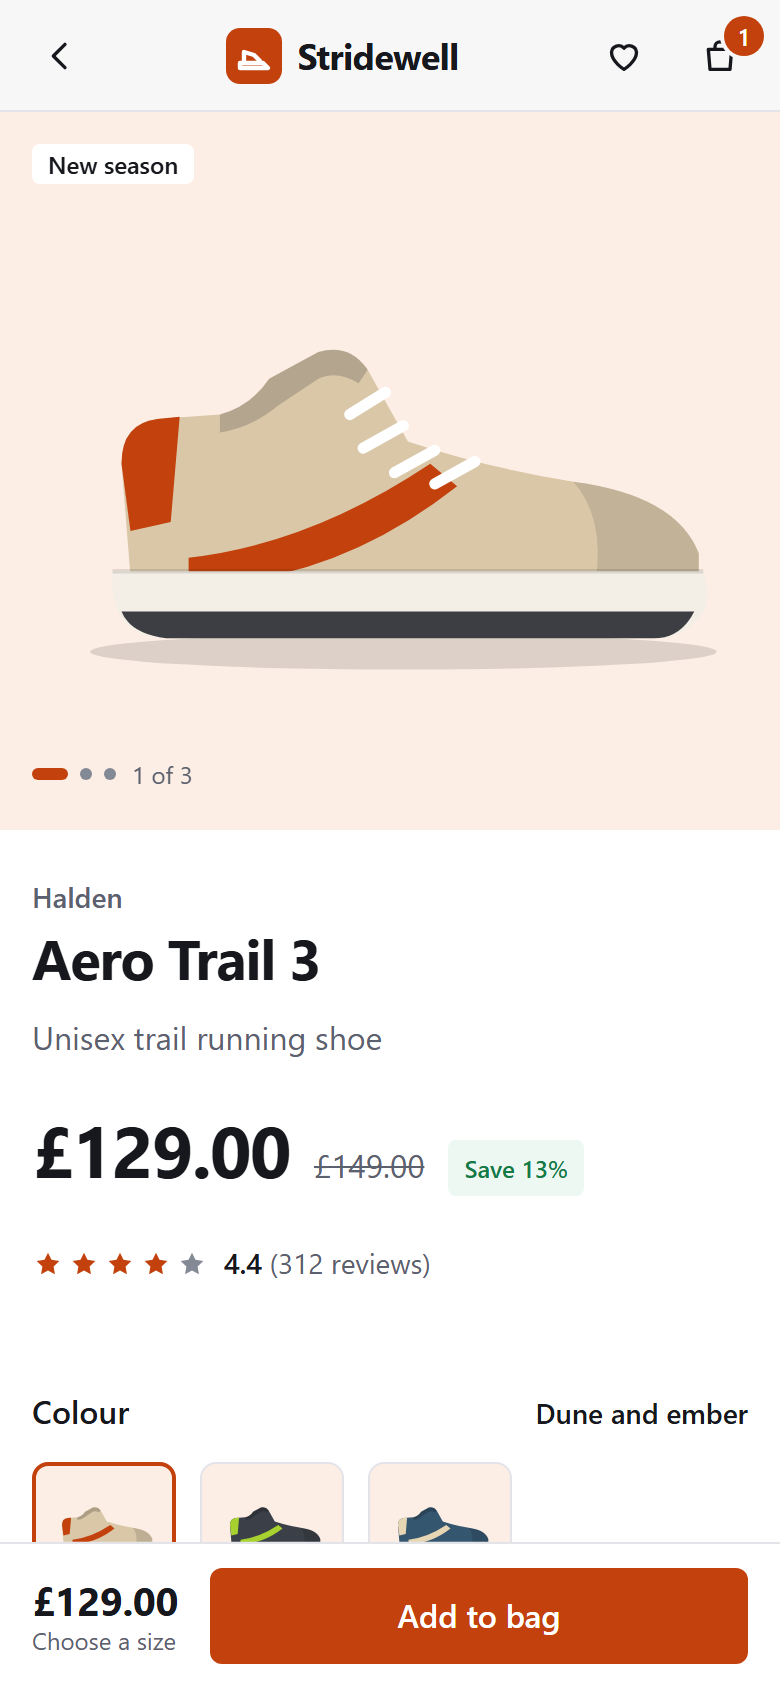 Stridewell
1
New season
1 of 3
Halden
Aero Trail 3
Unisex trail running shoe
£129.00 £149.00 Save 13%
4.4 (312 reviews)
Colour Dune and ember
£129.00
Choose a size
Add to bag